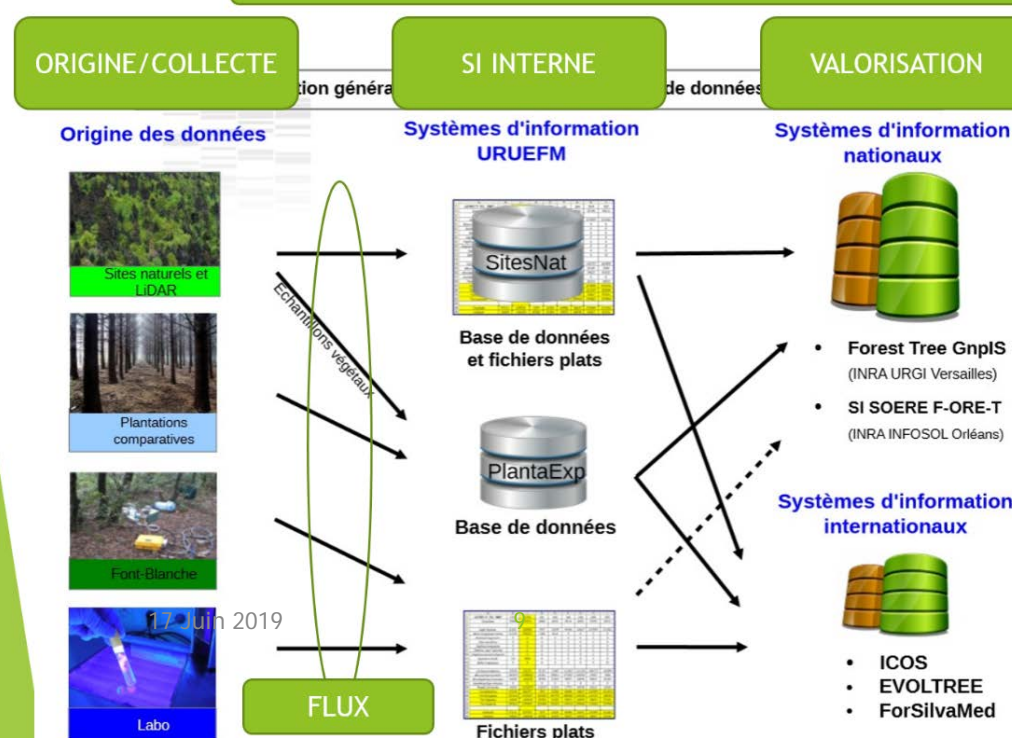 ORIGINE/COLLECTE
SI INTERNE
VALORISATION
tion généra
de données
Origine des données
Systèmes d'information
URUEFM
Systèmes d'information
nationaux
Sites naturels et
LiDAR
Echantillons végétaux
SitesNat
Base de données
et fichiers plats
• Forest Tree GnpIS
(INRA URGI Versailles)
• SI SOERE F-ORE-T
(INRA INFOSOL Orléans)
Plantations
comparatives
PlantaExp
Base de données
Systèmes d'information
internationaux
Font-Blanche
17 Juin 2019
9
Labo
FLUX
Fichiers plats
• ICOS
• EVOLTREE
• ForSilvaMed